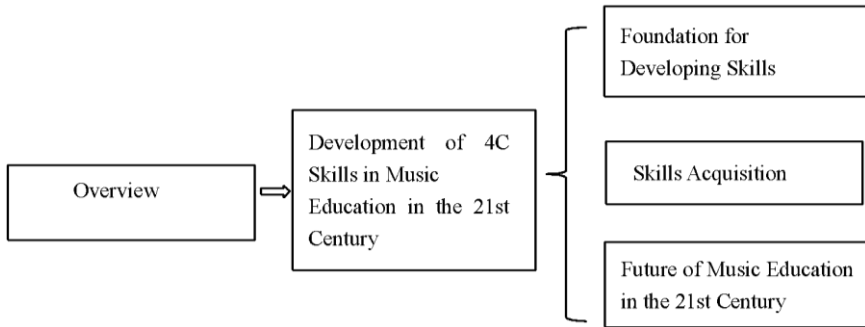 Overview
Development of 4C
Skills in Music
Education in the 21st
Century
Foundation for
Developing Skills
Skills Acquisition
Future of Music Education
in the 21st Century